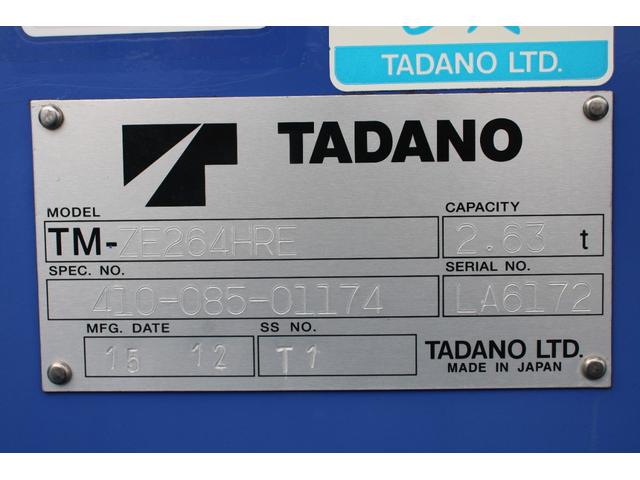 TADANO LTD.
TADANO
MODEL CAPACITY
TM-ZE264HRE 2.63 t
SPEC. NO. SERIAL NO.
410-085-01174 LA6172
MFG. DATE SS NO.
15 12 T1
TADANO LTD.
MADE IN JAPAN